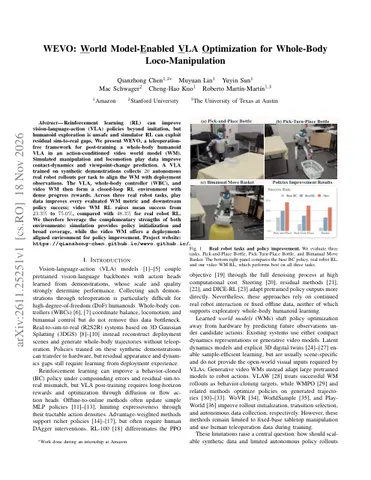 WEVO: World Model-Enabled VLA Optimization for Whole-Body
Loco-Manipulation
Qianzhong Chen¹,²* Muyuan Lin¹ Yuyin Sun¹
Mac Schwager² Cheng-Hao Kuo¹ Roberto Martín-Martín¹,³
¹Amazon ²Stanford University ³The University of Texas at Austin
arXiv:2611.25251v1 [cs.RO] 18 Nov 2026
Abstract—Reinforcement learning (RL) can improve
vision-language-action (VLA) policies beyond imitation, but
humanoid exploration is unsafe and simulator RL can exploit
residual sim-to-real gaps. We present WEVO, a teleoperation-
free framework for post-training a whole-body humanoid
VLA in an action-conditioned video world model (WM).
Simulated manipulation and locomotion play data improve
contact-dynamics and viewpoint-change prediction. A VLA
trained on synthetic demonstrations collects 20 autonomous
real robot rollouts per task to align the WM with deployment
observations. The VLA, whole-body controller (WBC), and
video WM then form a closed-loop RL environment with
dense progress rewards. Across three real robot tasks, play
data improves every evaluated WM metric and downstream
policy success; video WM RL raises mean success from
to 75.0%, compared with for real robot RL.
We therefore leverage the complementary strengths of both
environments: simulation provides policy initialization and
broad coverage, while the video WM offers a deployment-
aligned environment for policy improvement. Project website:
https://qianzhong-chen.github.io/wevo.github.io/.
I. INTRODUCTION
Vision-language-action (VLA) models [1]–[5] couple
pretrained vision-language backbones with action heads
learned from demonstrations, whose scale and quality
strongly determine performance. Collecting such demon-
strations through teleoperation is particularly difficult for
high-degree-of-freedom (DoF) humanoids. Whole-body con-
trollers (WBCs) [6], [7] coordinate balance, locomotion, and
bimanual control but do not remove this data bottleneck.
Real-to-sim-to-real (R2S2R) systems based on 3D Gaussian
Splatting (3DGS) [8]–[10] instead reconstruct deployment
scenes and generate whole-body trajectories without teleop-
eration. Policies trained on these synthetic demonstrations
can transfer to hardware, but residual appearance and dynam-
ics gaps still require learning from deployment experience.
Reinforcement learning can improve a behavior-cloned
(BC) policy under compounding errors and residual sim-to-
real mismatch, but VLA post-training requires long-horizon
rewards and optimization through diffusion or flow action
heads. Offline-to-online methods often update simple
MLP policies [11]–[13], limiting expressiveness through
their tractable action densities. Advantage-weighted methods
support richer policies [14]–[17], but often require human
DAgger interventions. RL-100 [18] differentiates the PPO
*Work done during an internship at Amazon
(a) Pick-and-Place Bottle
(b) Pick-Turn-Place Bottle
(c) Bimanual Move Basket
Policies Improvement Results
Fig. 1. Real robot tasks and policy improvement. We evaluate three
tasks, Pick-and-Place Bottle, Pick-Turn-Place Bottle, and Bimanual Move
Basket. The bottom right panel compares the base BC policy, real robot RL,
and our video WM-RL, which performs best on all three tasks.
objective [19] through the full denoising process at high
computational cost. Steering [20], residual methods [21],
[22], and DICE-RL [23] adapt pretrained policy outputs more
directly. Nevertheless, these approaches rely on continued
real robot interaction or fixed offline data, neither of which
supports exploratory whole-body humanoid learning.
Learned world models (WMs) shift policy optimization
away from hardware by predicting future observations un-
der candidate actions. Existing systems use either compact
dynamics representations or generative video models. Latent
dynamics models and explicit 3D digital twins [24]–[27] en-
able sample-efficient learning, but are usually scene-specific
and do not provide the open-world visual inputs required by
VLAs. Generative video WMs instead adapt large pretrained
models to robot actions. VLAW [28] treats successful WM
rollouts as behavior-cloning targets, while WMPO [29] and
related methods optimize policies on generated trajecto-
ries [30]–[33]. WoVR [34], WorldSample [35], and Play-
World [36] improve rollout initialization, transition selection,
and autonomous data collection, respectively. However, these
methods remain limited to fixed-base tabletop manipulation
and use human teleoperation data during training.
These limitations raise a central question: how should scal-
able synthetic data and limited autonomous policy rollouts